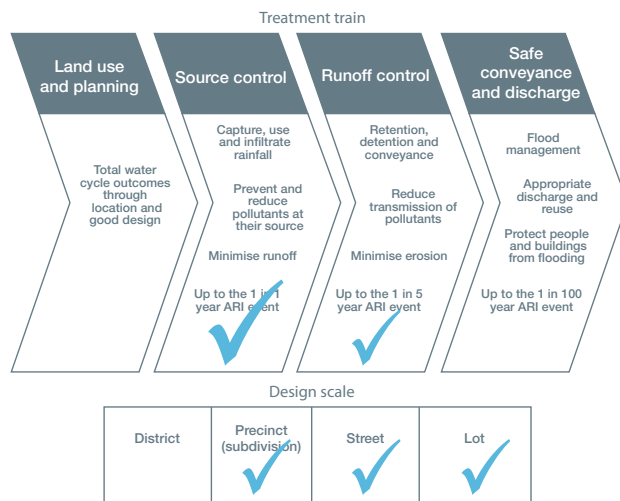 Treatment train
Land use
and planning
Source control
Runoff control
Safe
conveyance
and discharge
Total water
cycle outcomes
through
location and
good design
Capture, use
and infiltrate
rainfall
Prevent and
reduce
pollutants at
their source
Minimise runoff
Up to the 1 in 1
year ARI event
Retention,
detention and
conveyance
Reduce
transmission of
pollutants
Minimise erosion
Up to the 1 in 5
year ARI event
Flood
management
Appropriate
discharge and
reuse
Protect people
and buildings
from flooding
Up to the 1 in 100
year ARI event
Design scale
District
Precinct
(subdivision)
Street
Lot